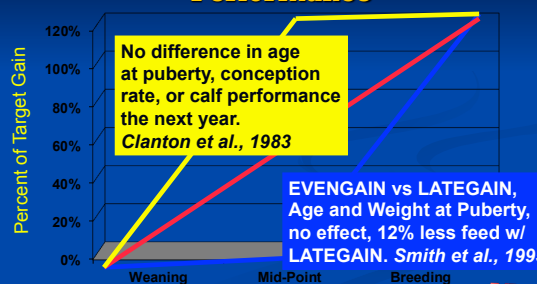 Percent of Target Gain
120%
100%
80%
60%
40%
20%
0%
No difference in age
at puberty, conception
rate, or calf performance
the next year.
Clanton et al., 1983
EVENGAIN vs LATEGAIN,
Age and Weight at Puberty,
no effect, 12% less feed w/
LATEGAIN. Smith et al.,
Weaning Mid-Point Breeding